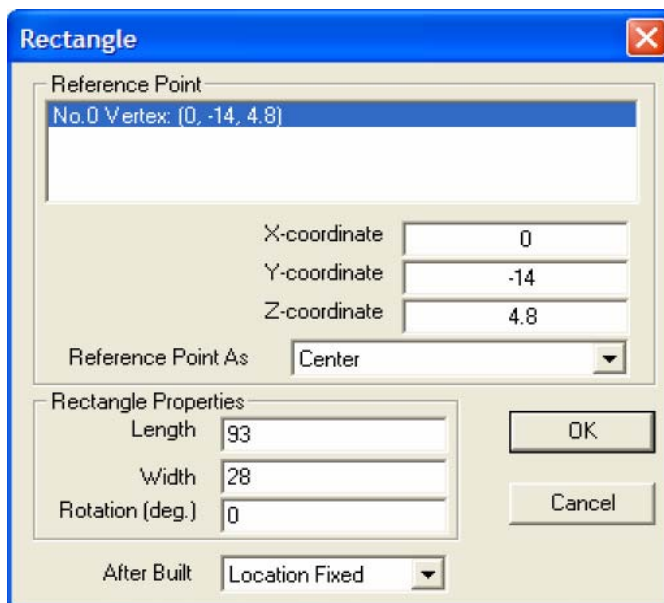 Rectangle
Reference Point
No.0 Vertex: (0, -14, 4.8)
X-coordinate 0
Y-coordinate -14
Z-coordinate 4.8
Reference Point As Center
Rectangle Properties
Length 93
OK
Width 28
Rotation (deg.) 0
Cancel
After Built Location Fixed